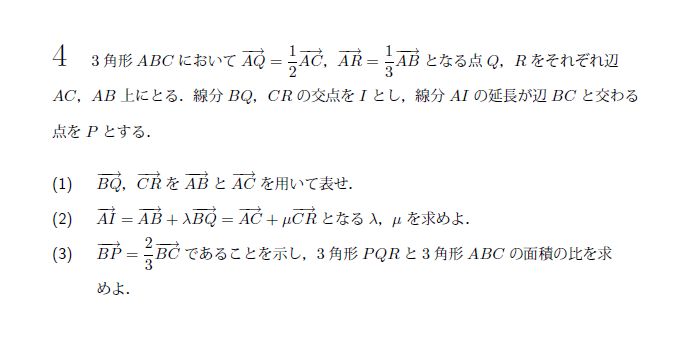 4 3 角形 ABC において $\overrightarrow{AQ} = \frac{1}{2}\overrightarrow{AC}$, $\overrightarrow{AR} = \frac{1}{3}\overrightarrow{AB}$ となる点 Q, R をそれぞれ辺
AC, AB 上にとる．線分 BQ, CR の交点を I とし，線分 AI の延長が辺 BC と交わる
点を P とする．
(1) $\overrightarrow{BQ}$, $\overrightarrow{CR}$ を $\overrightarrow{AB}$ と $\overrightarrow{AC}$ を用いて表せ．
(2) $\overrightarrow{AI} = \overrightarrow{AB} + \lambda\overrightarrow{BQ} = \overrightarrow{AC} + \mu\overrightarrow{CR}$ となる λ, μ を求めよ．
(3) $\overrightarrow{BP} = \frac{2}{3}\overrightarrow{BC}$ であることを示し，3 角形 PQR と 3 角形 ABC の面積の比を求
めよ．